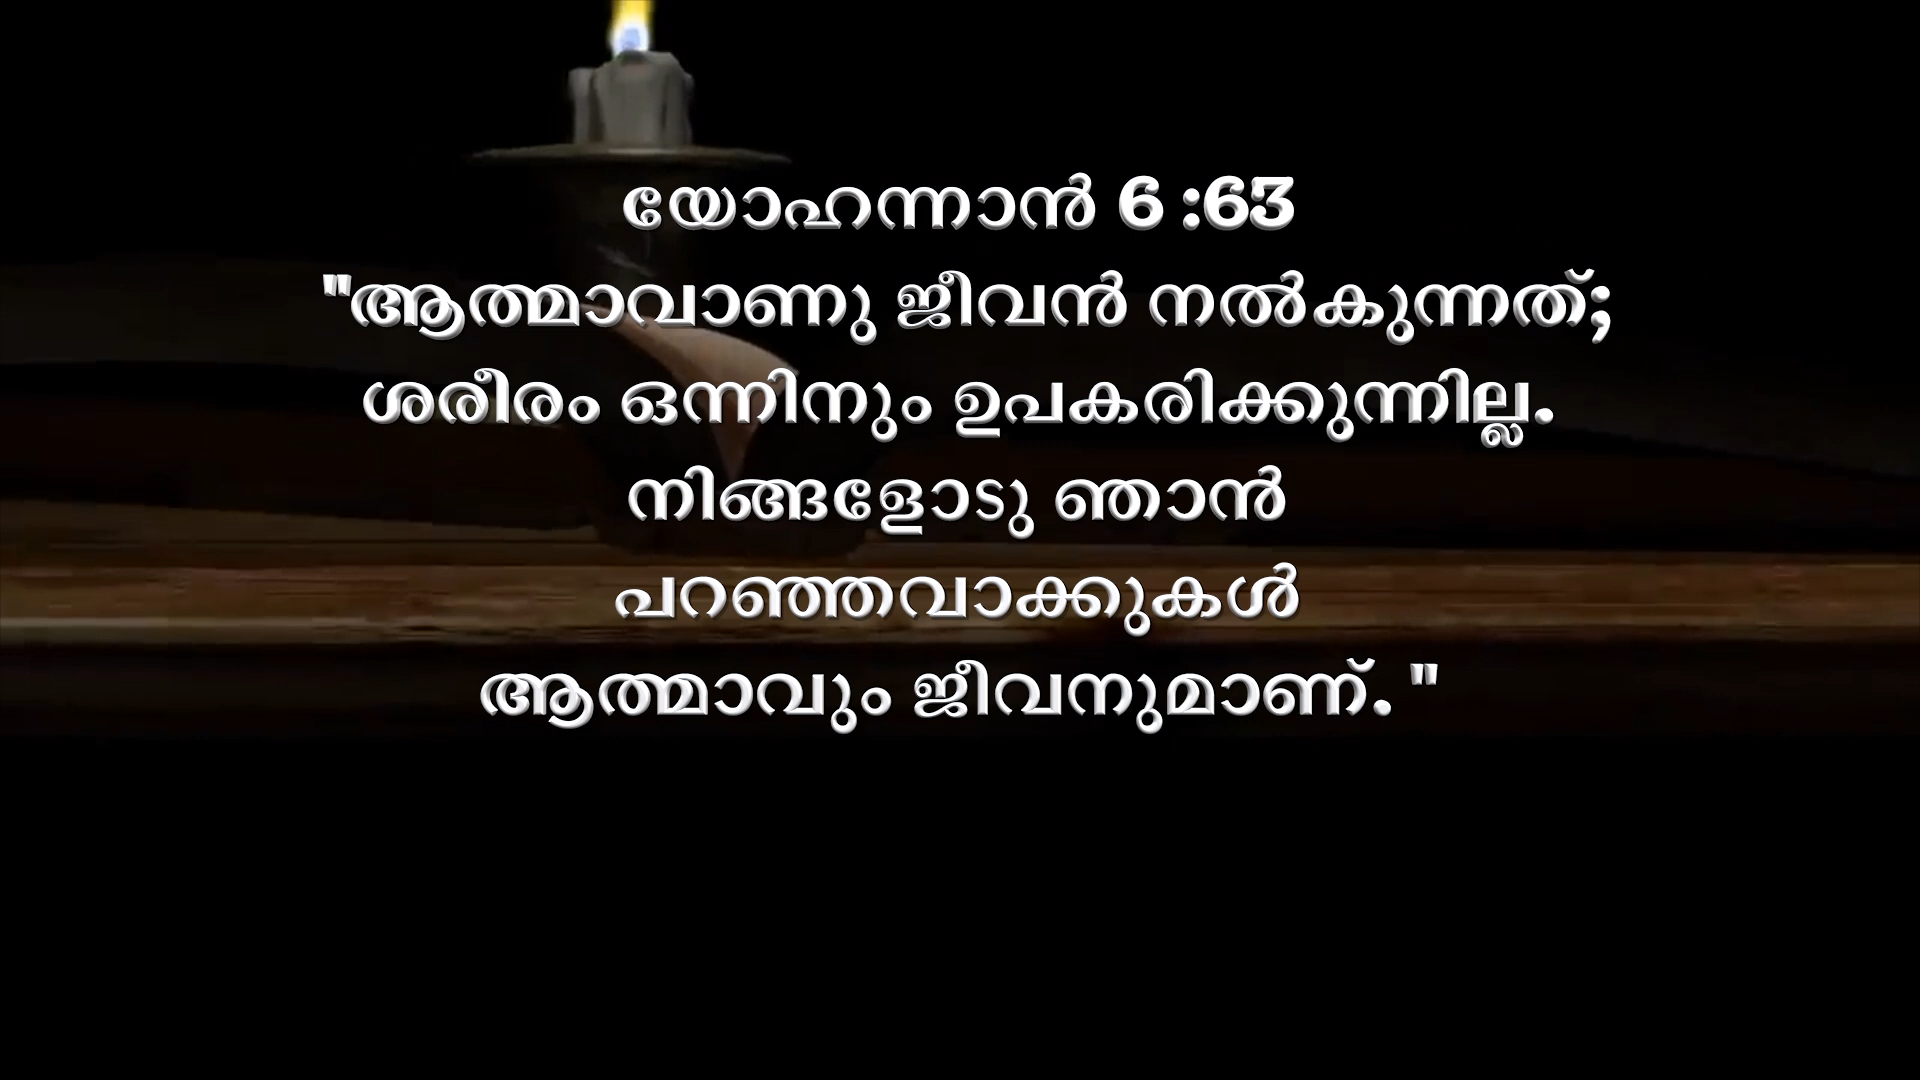 യോഹന്നാൻ 6 :63
"ആത്മാവാണു ജീവൻ നൽകുന്നത്;
ശരീരം ഒന്നിനും ഉപകരിക്കുന്നില്ല.
നിങ്ങളോടു ഞാൻ
പറഞ്ഞവാക്കുകൾ
ആത്മാവും ജീവനുമാണ്. "